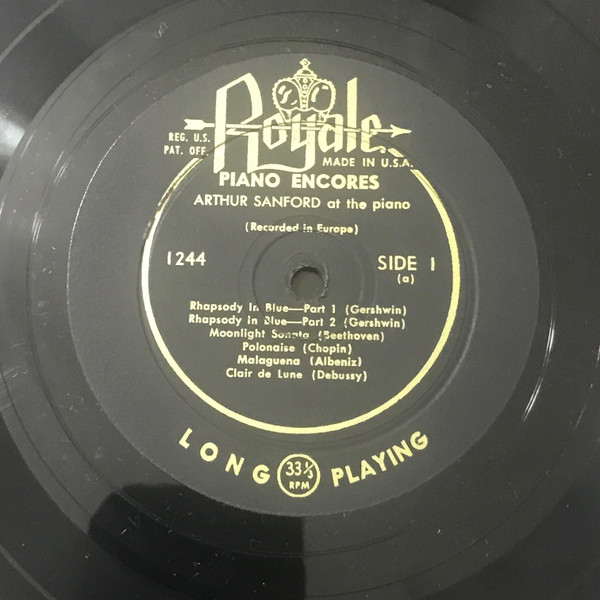 Royale
REG. U.S.
PAT. OFF.
MADE IN U.S.A.
PIANO ENCORES
ARTHUR SANFORD at the piano
(Recorded in Europe)
1244
SIDE 1
(a)
Rhapsody In Blue—Part 1 (Gershwin)
Rhapsody in Blue—Part 2 (Gershwin)
Moonlight Sonata (Beethoven)
Polonaise (Chopin)
Malaguena (Albeniz)
Clair de Lune (Debussy)
LONG 33⅓ RPM PLAYING